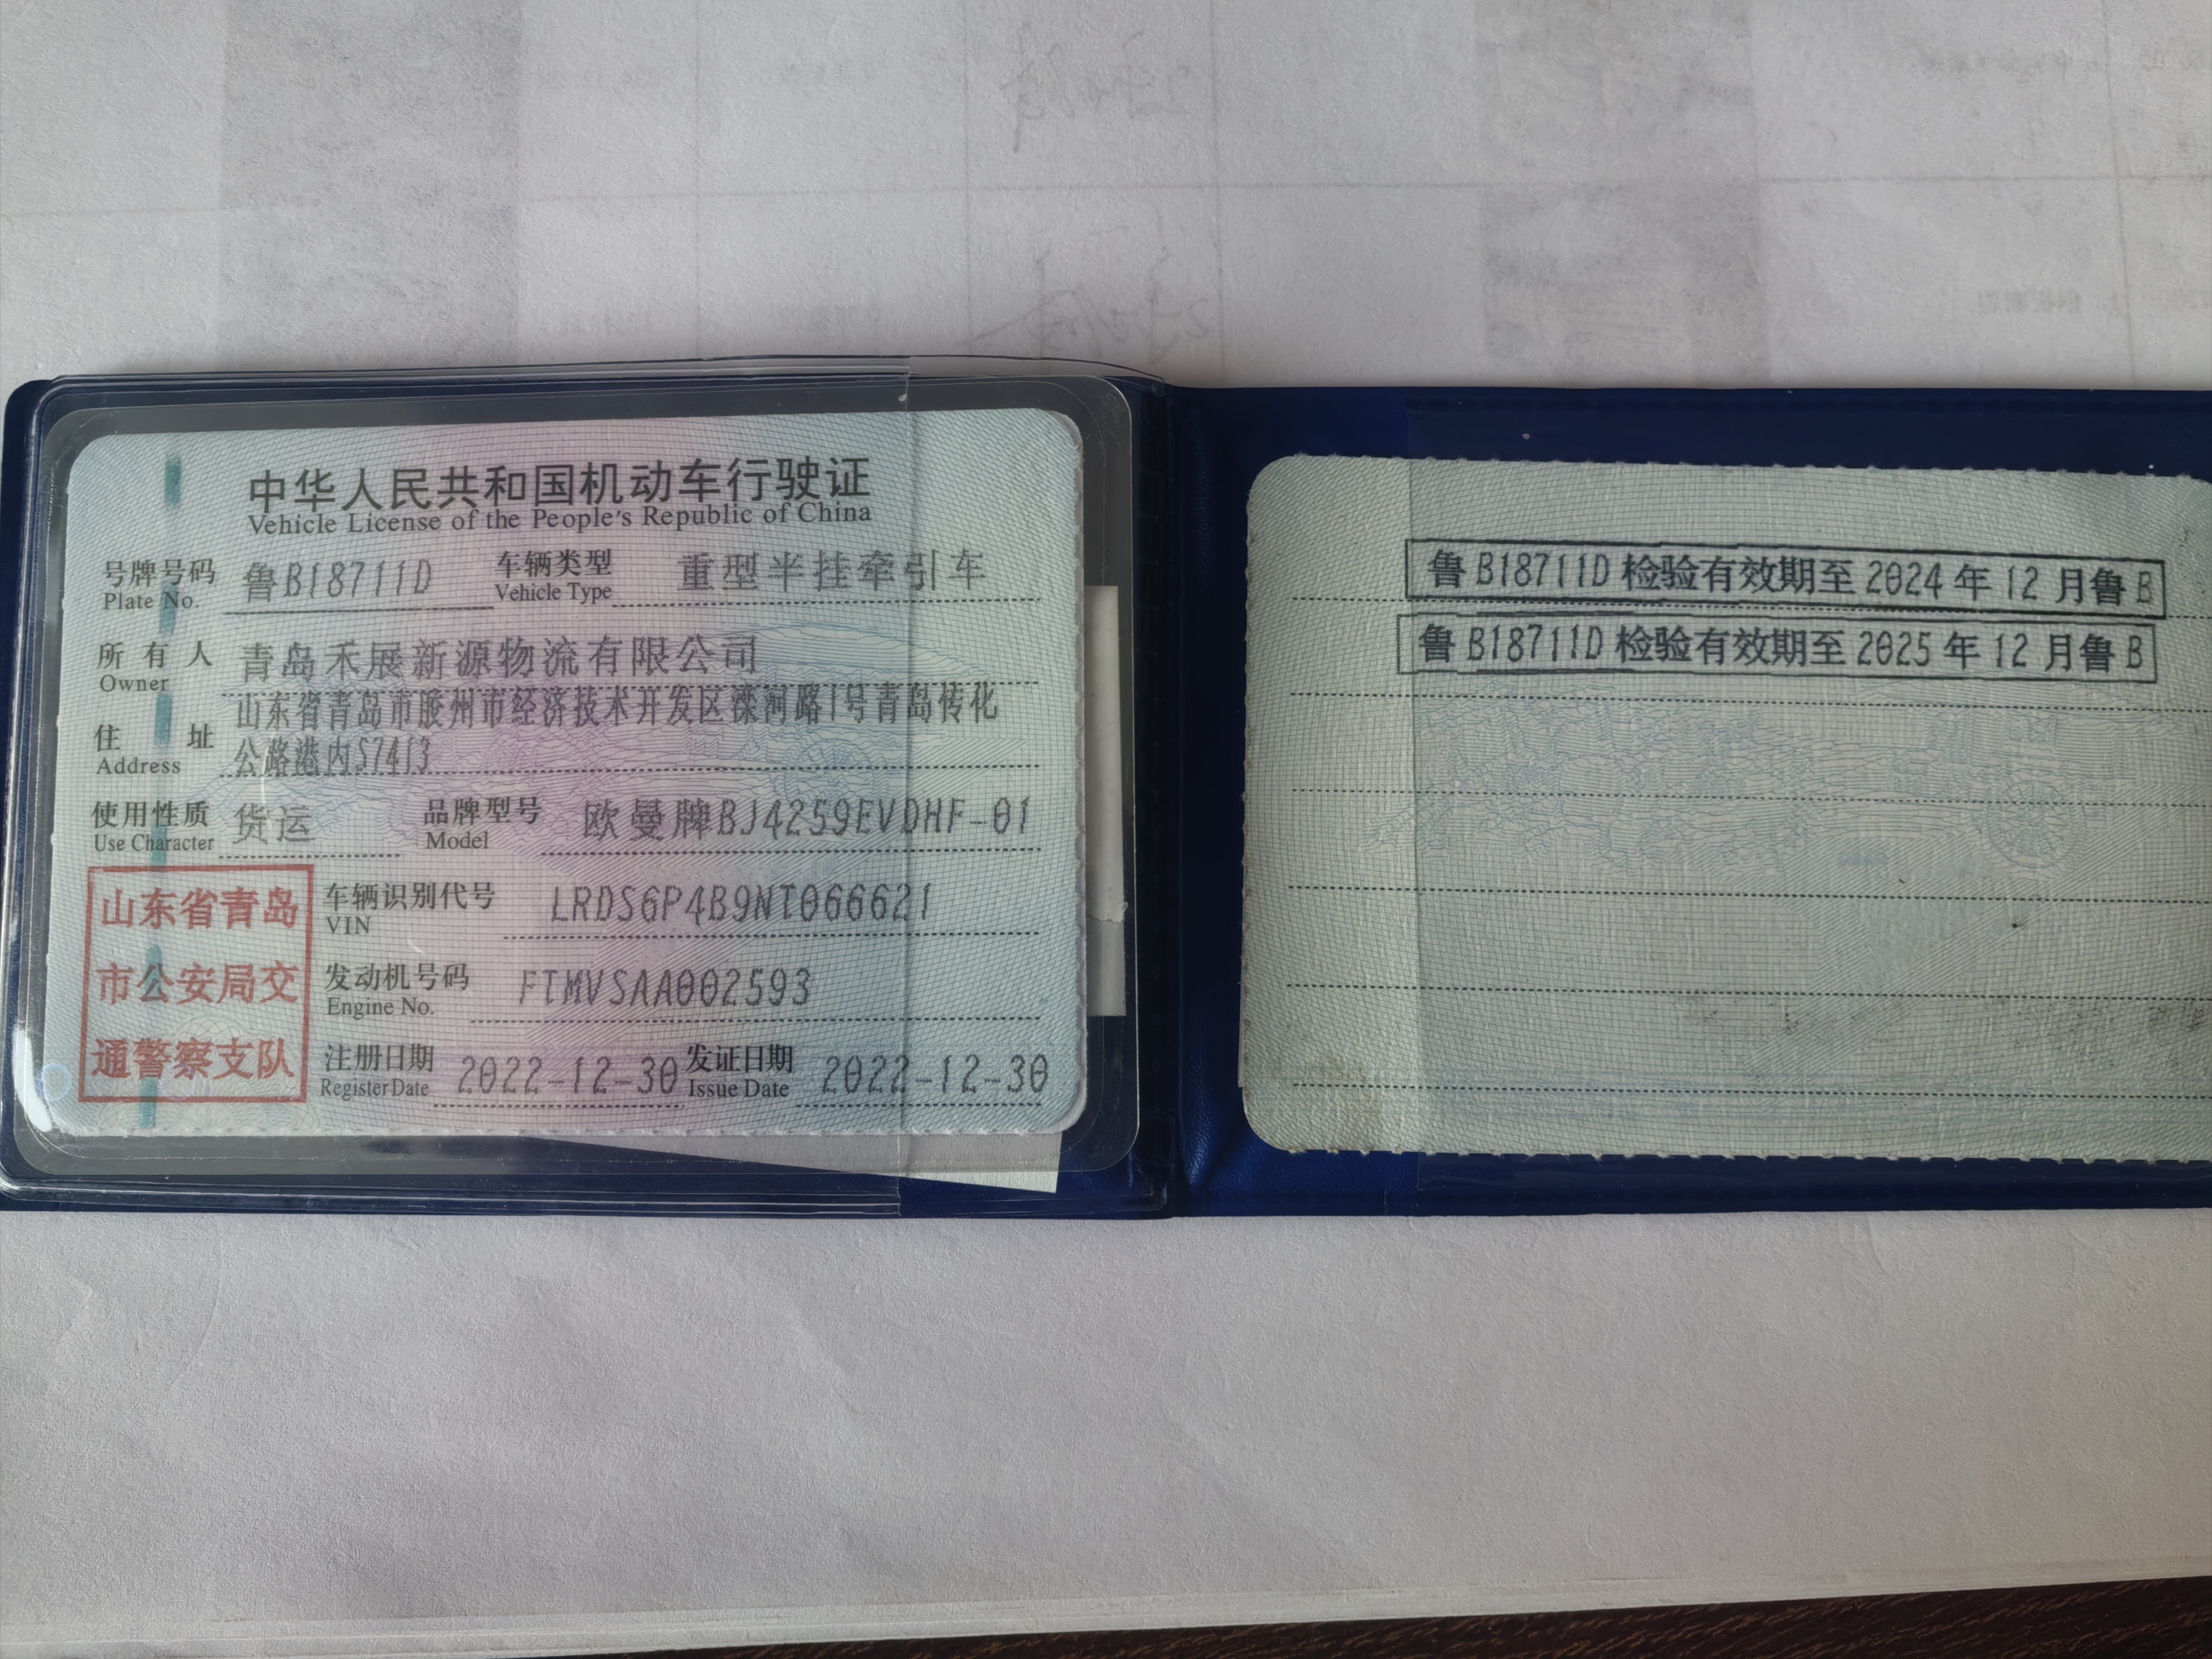 中华人民共和国机动车行驶证
Vehicle License of the People's Republic of China
号牌号码 鲁B18711D 车辆类型 重型半挂牵引车
Plate No. Vehicle Type
所有人 青岛禾展新源物流有限公司
Owner
山东省青岛市胶州市经济技术开发区滦河路1号青岛传化
住址 公路港内S7413
Address
使用性质 货运 品牌型号 欧曼牌BJ4259EVDHF-01
Use Character Model
山东省青岛
市公安局交
通警察支队
车辆识别代号 LRDS6P4B9NT066621
VIN
发动机号码 FTMVSAA002593
Engine No.
注册日期 2022-12-30 发证日期 2022-12-30
Register Date Issue Date
鲁B18711D检验有效期至2024年12月鲁B
鲁B18711D检验有效期至2025年12月鲁B